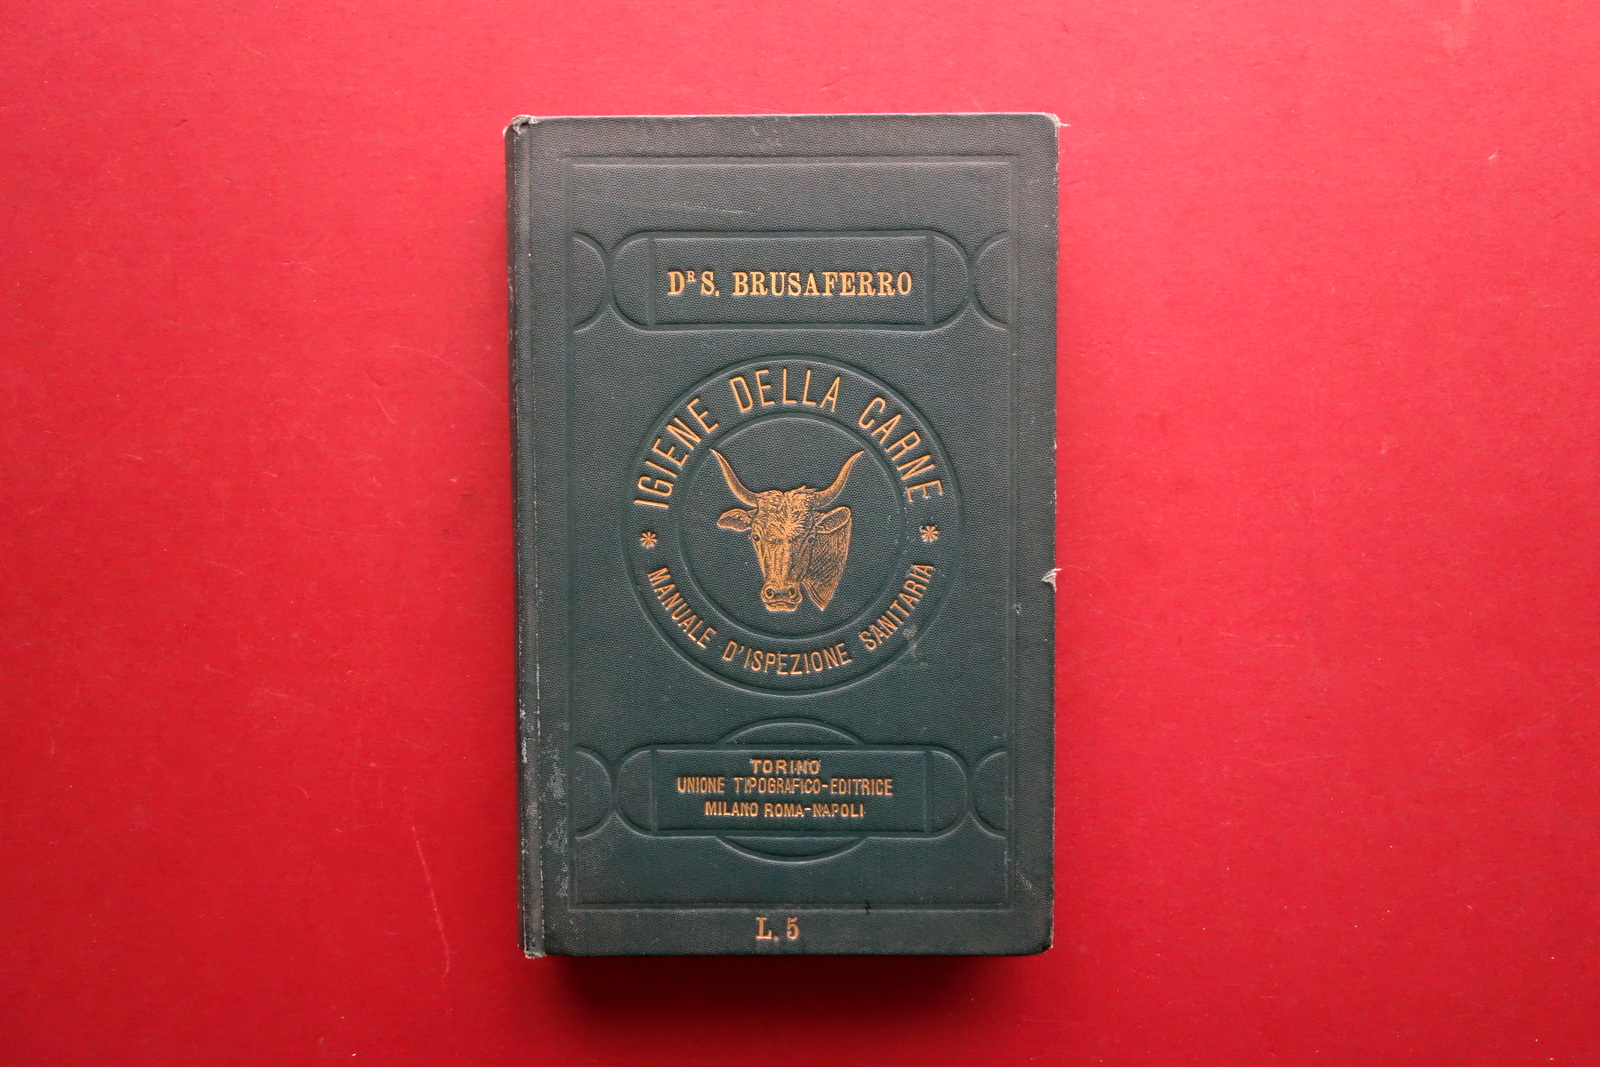 Dʳ S. BRUSAFERRO
IGIENE DELLA CARNE
* MANUALE D'ISPEZIONE SANITARIA *
TORINO
UNIONE TIPOGRAFICO-EDITRICE
MILANO ROMA-NAPOLI
L. 5